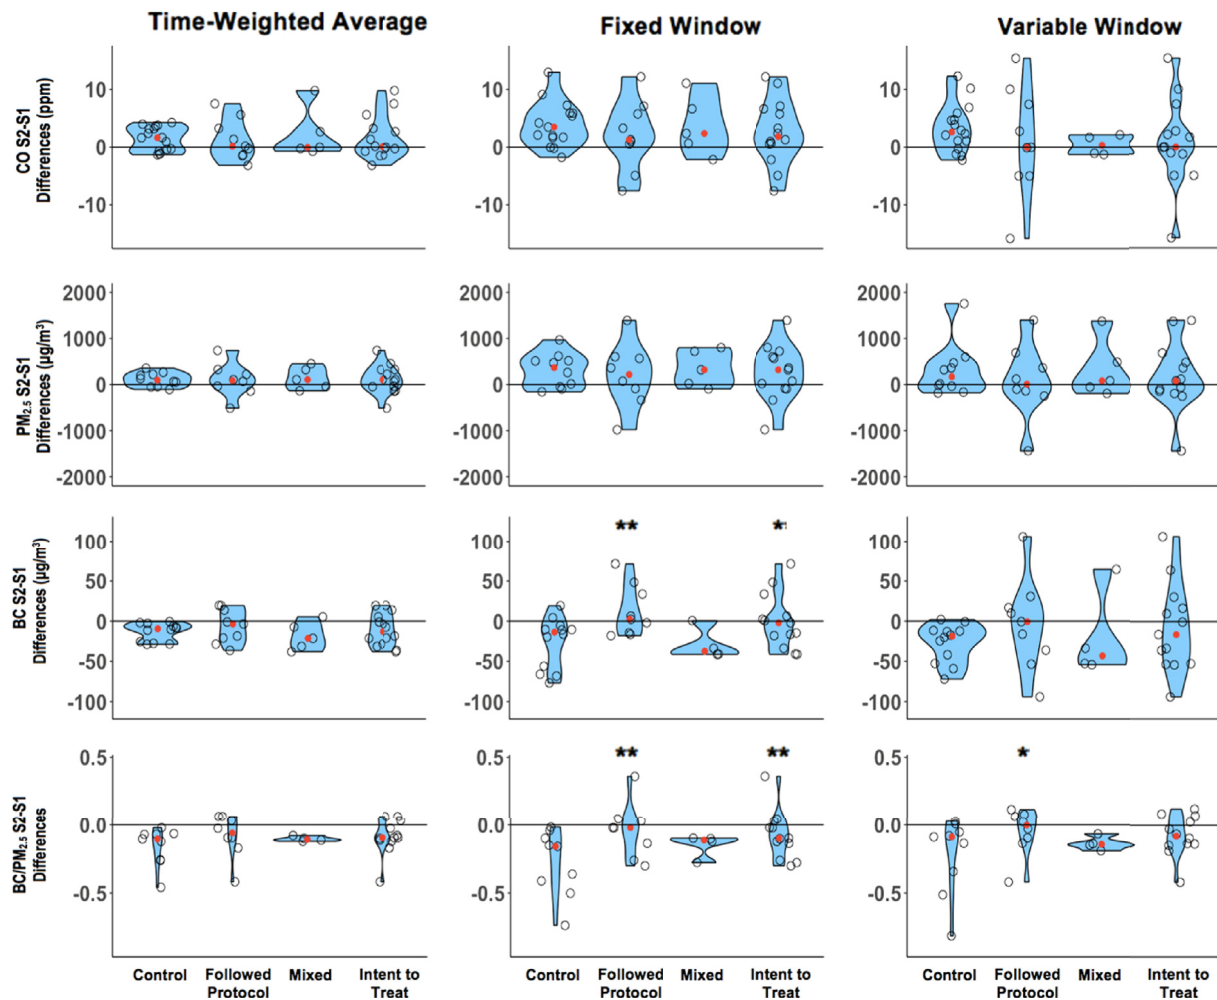 Time-Weighted Average
Fixed Window
Variable Window
CO S2-S1
Differences (ppm)
10
0
-10
10
0
-10
10
0
-10
PM2.5 S2-S1
Differences (µg/m³)
2000
1000
0
-1000
-2000
2000
1000
0
-1000
-2000
2000
1000
0
-1000
-2000
BC S2-S1
Differences (µg/m³)
100
50
0
-50
-100
100
50
0
-50
-100
** *
100
50
0
-50
-100
BC/PM2.5 S2-S1
Differences
0.5
0.0
-0.5
0.5
0.0
-0.5
** **
0.5
0.0
-0.5
*
Control
Followed
Protocol
Mixed
Intent to
Treat
Control
Followed
Protocol
Mixed
Intent to
Treat
Control
Followed
Protocol
Mixed
Intent to
Treat